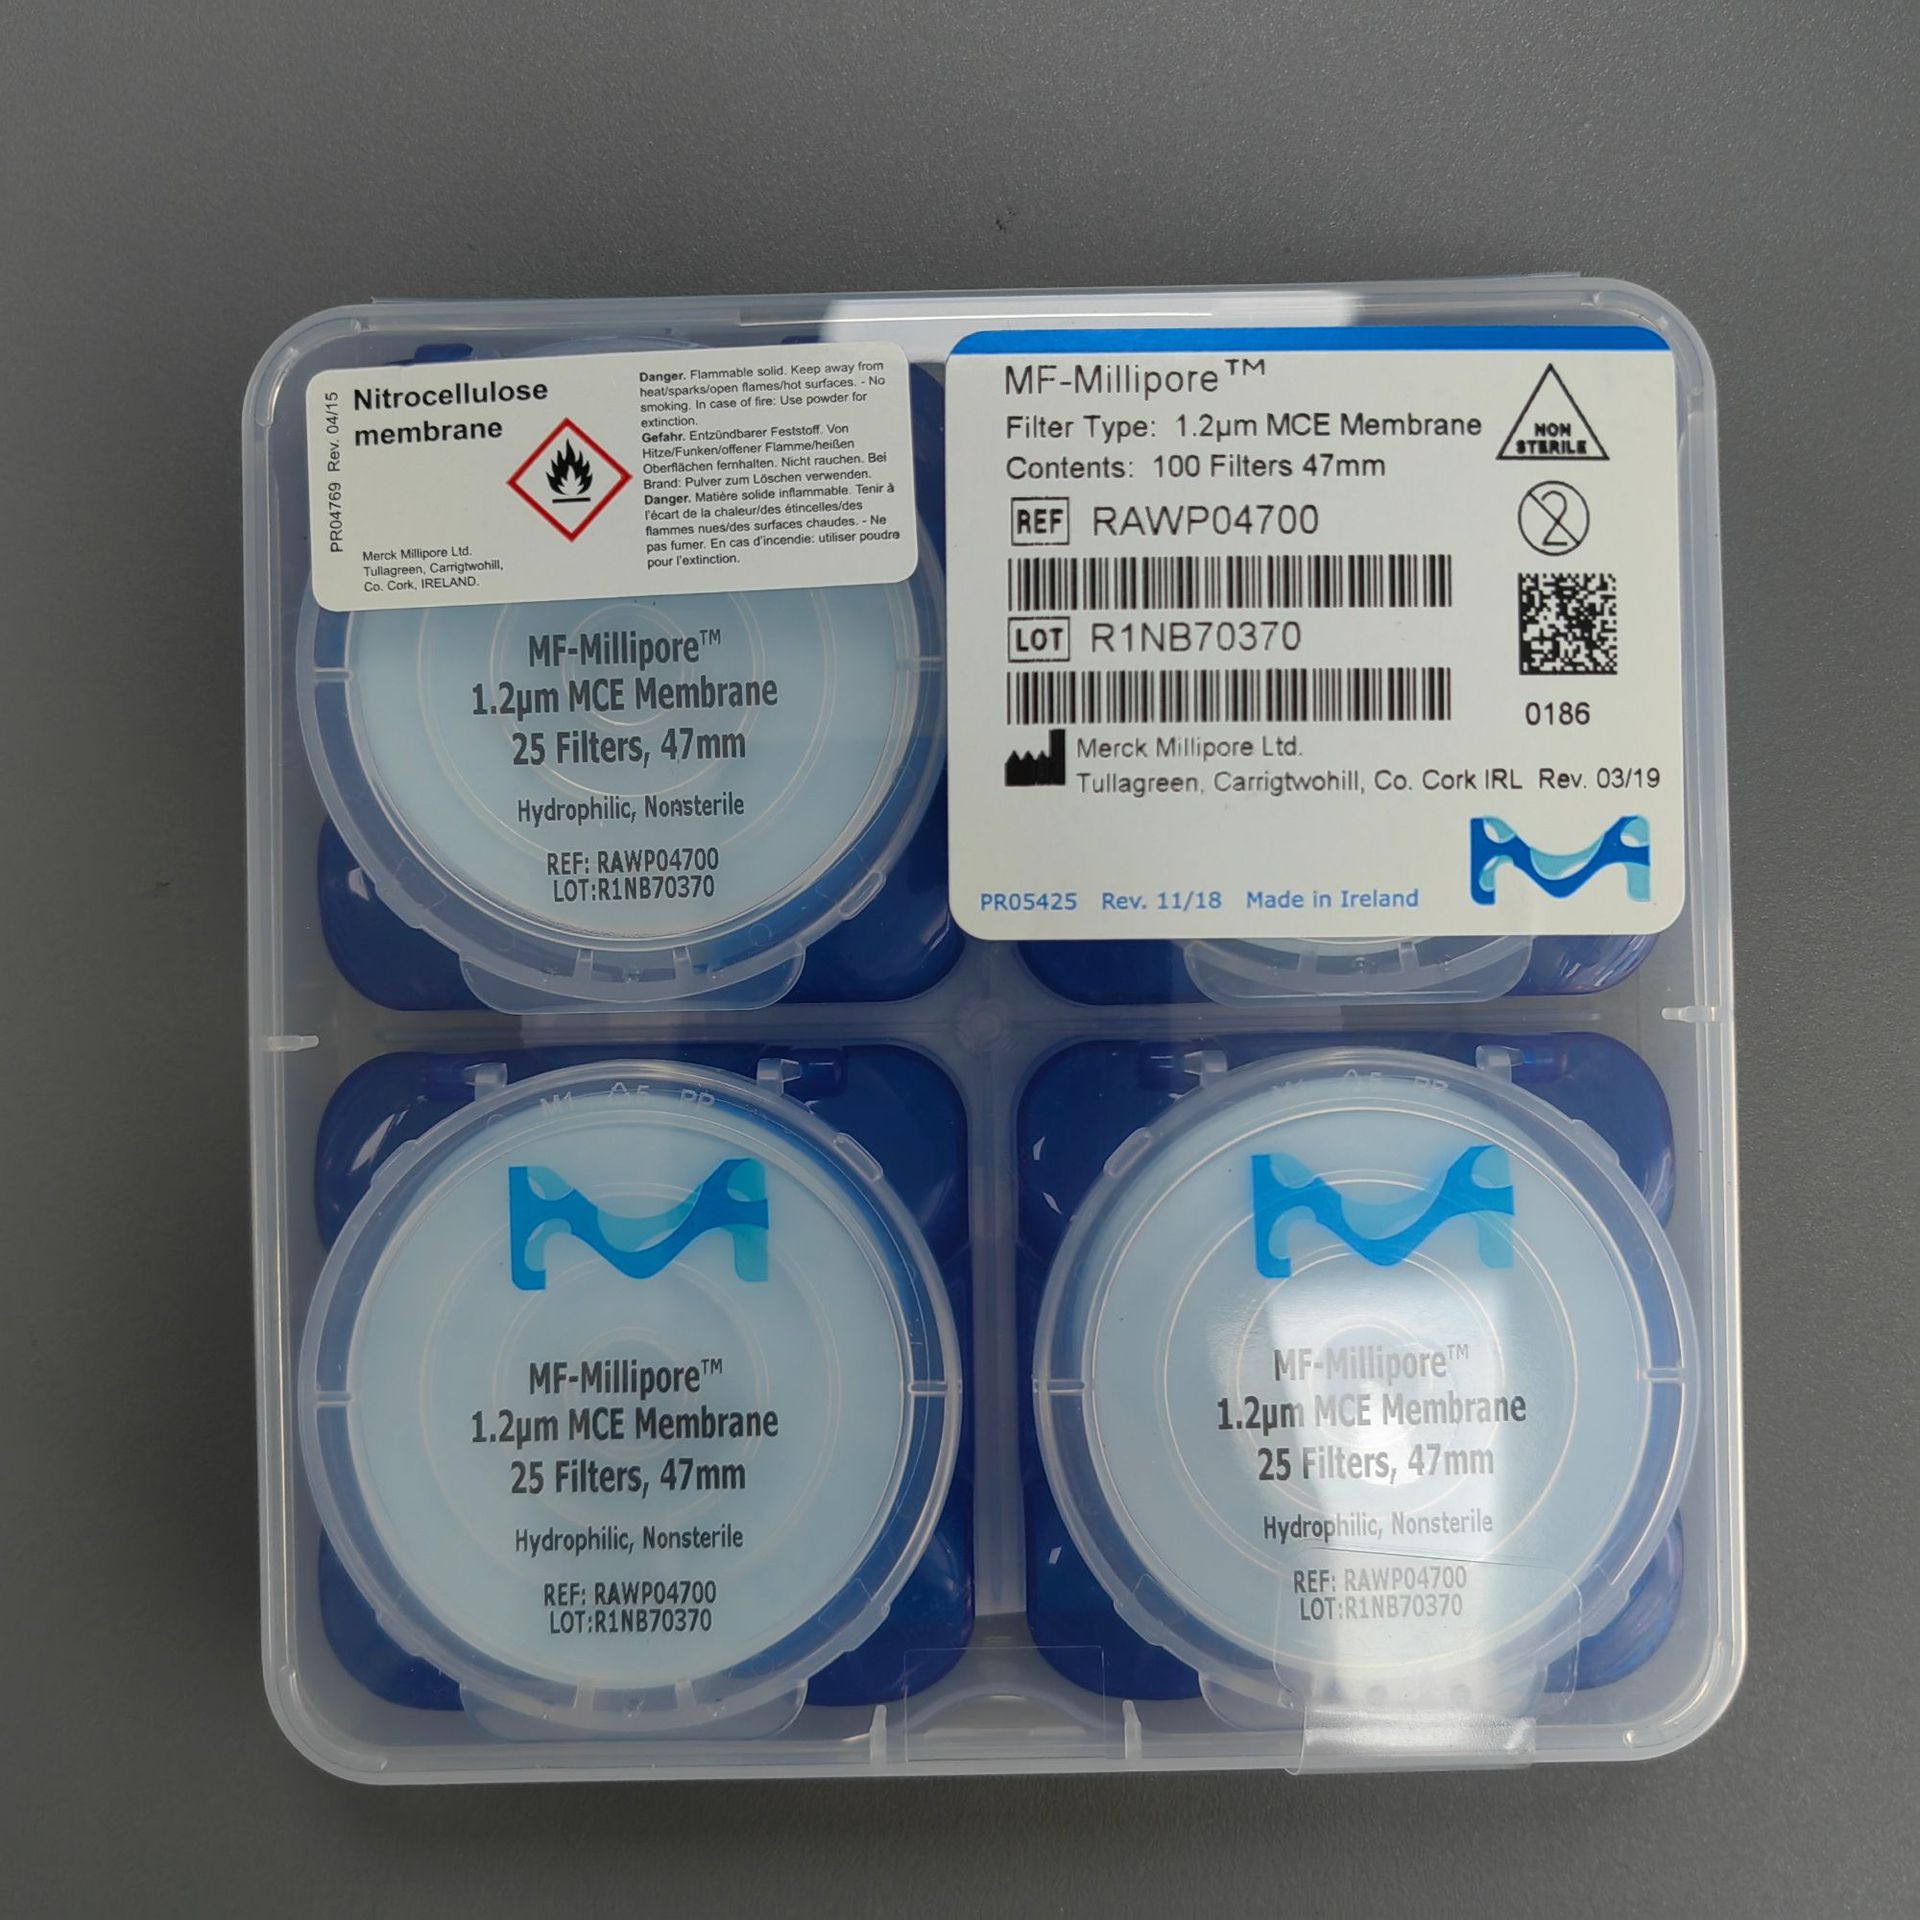 PR04769 Rev. 04/15
Nitrocellulose
membrane
Merck Millipore Ltd.
Tullagreen, Carrigtwohill,
Co. Cork, IRELAND.
Danger. Flammable solid. Keep away from
heat/sparks/open flames/hot surfaces. - No
smoking. In case of fire: Use powder for
extinction.
Gefahr. Entzündbarer Feststoff. Von
Hitze/Funken/offener Flamme/heißen
Oberflächen fernhalten. Nicht rauchen. Bei
Brand: Pulver zum Löschen verwenden.
Danger. Matière solide inflammable. Tenir à
l'écart de la chaleur/des étincelles/des
flammes nues/des surfaces chaudes. - Ne
pas fumer. En cas d'incendie: utiliser poudre
pour l'extinction.
MF-Millipore™
Filter Type: 1.2µm MCE Membrane
Contents: 100 Filters 47mm
NON
STERILE
2
REF RAWP04700
LOT R1NB70370
0186
Merck Millipore Ltd.
Tullagreen, Carrigtwohill, Co. Cork IRL Rev. 03/19
PR05425 Rev. 11/18 Made in Ireland
MF-Millipore™
1.2µm MCE Membrane
25 Filters, 47mm
Hydrophilic, Nonsterile
REF: RAWP04700
LOT:R1NB70370
M1 5 PP
MF-Millipore™
1.2µm MCE Membrane
25 Filters, 47mm
Hydrophilic, Nonsterile
REF: RAWP04700
LOT:R1NB70370
5 PP
MF-Millipore™
1.2µm MCE Membrane
25 Filters, 47mm
Hydrophilic, Nonsterile
REF: RAWP04700
LOT:R1NB70370